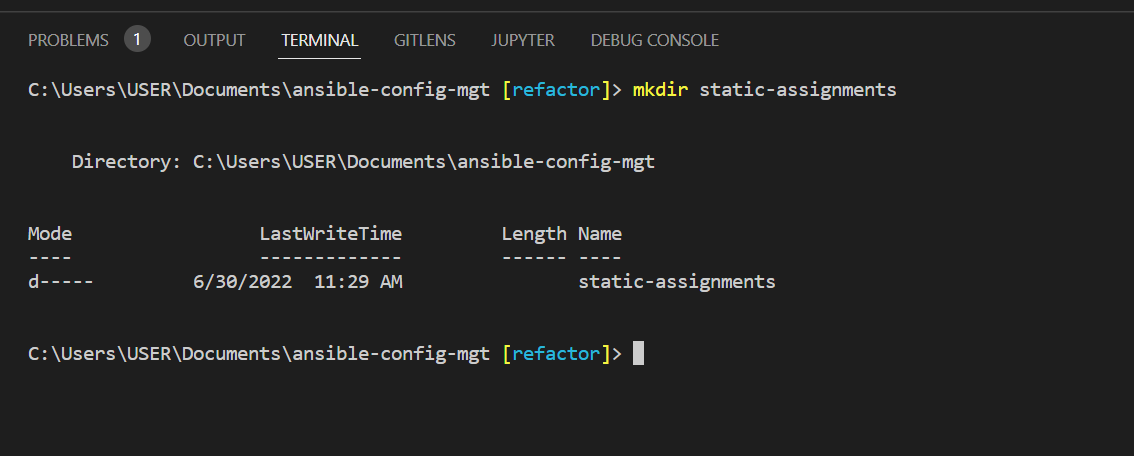 PROBLEMS 1 OUTPUT TERMINAL GITLENS JUPYTER DEBUG CONSOLE
C:\Users\USER\Documents\ansible-config-mgt [refactor]> mkdir static-assignments
Directory: C:\Users\USER\Documents\ansible-config-mgt
Mode LastWriteTime Length Name
---- ------------- ------ ----
d----- 6/30/2022 11:29 AM static-assignments
C:\Users\USER\Documents\ansible-config-mgt [refactor]>